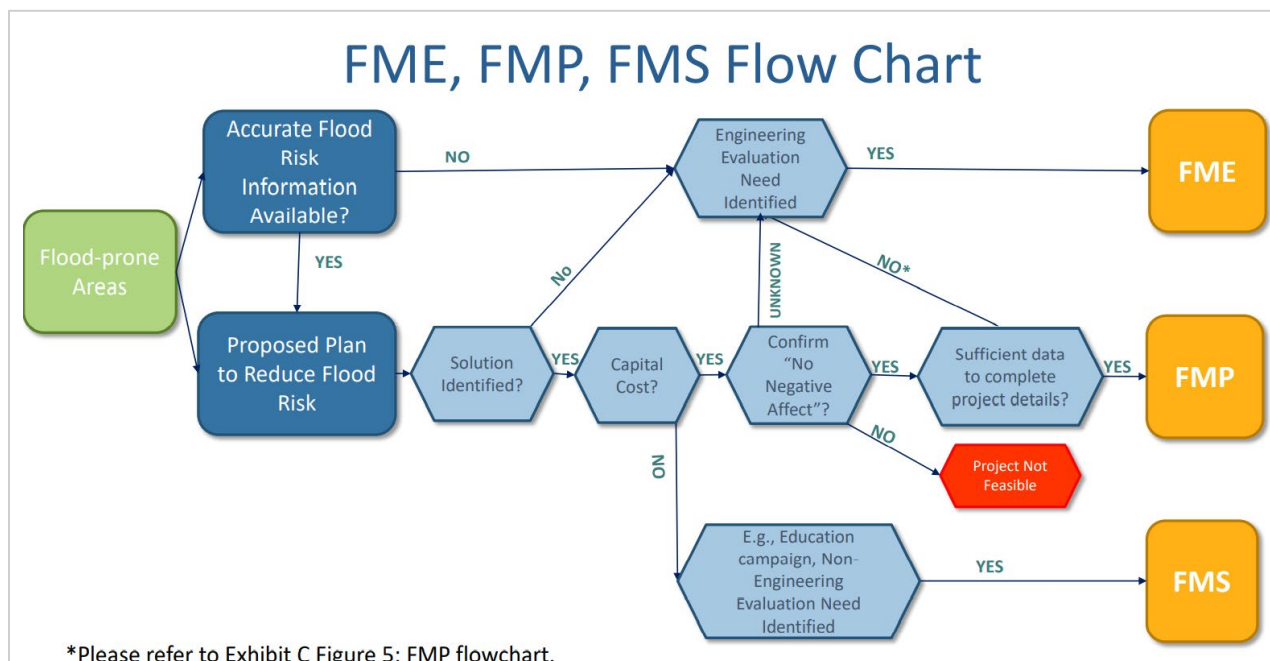 FME, FMP, FMS Flow Chart
Accurate Flood
Risk
Information
Available?
NO
Engineering
Evaluation
Need
Identified
YES
FME
Flood-prone
Areas
YES
No
UNKNOWN
NO*
Proposed Plan
to Reduce Flood
Risk
Solution
Identified?
YES
Capital
Cost?
YES
Confirm
“No
Negative
Affect”?
YES
Sufficient data
to complete
project details?
YES
FMP
NO
NO
Project Not
Feasible
E.g., Education
campaign, Non-
Engineering
Evaluation Need
Identified
YES
FMS
*Please refer to Exhibit C Figure 5: FMP flowchart.